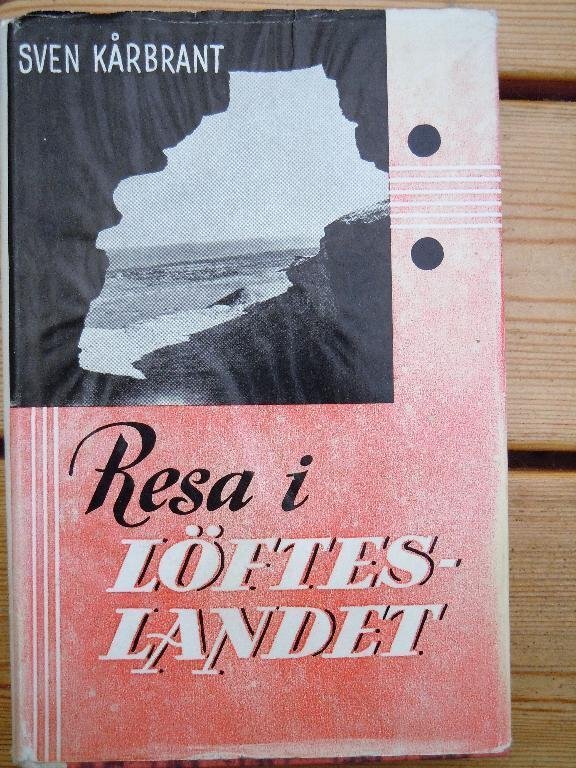 SVEN KÅRBRANT
Resa i
LÖFTES-
LANDET